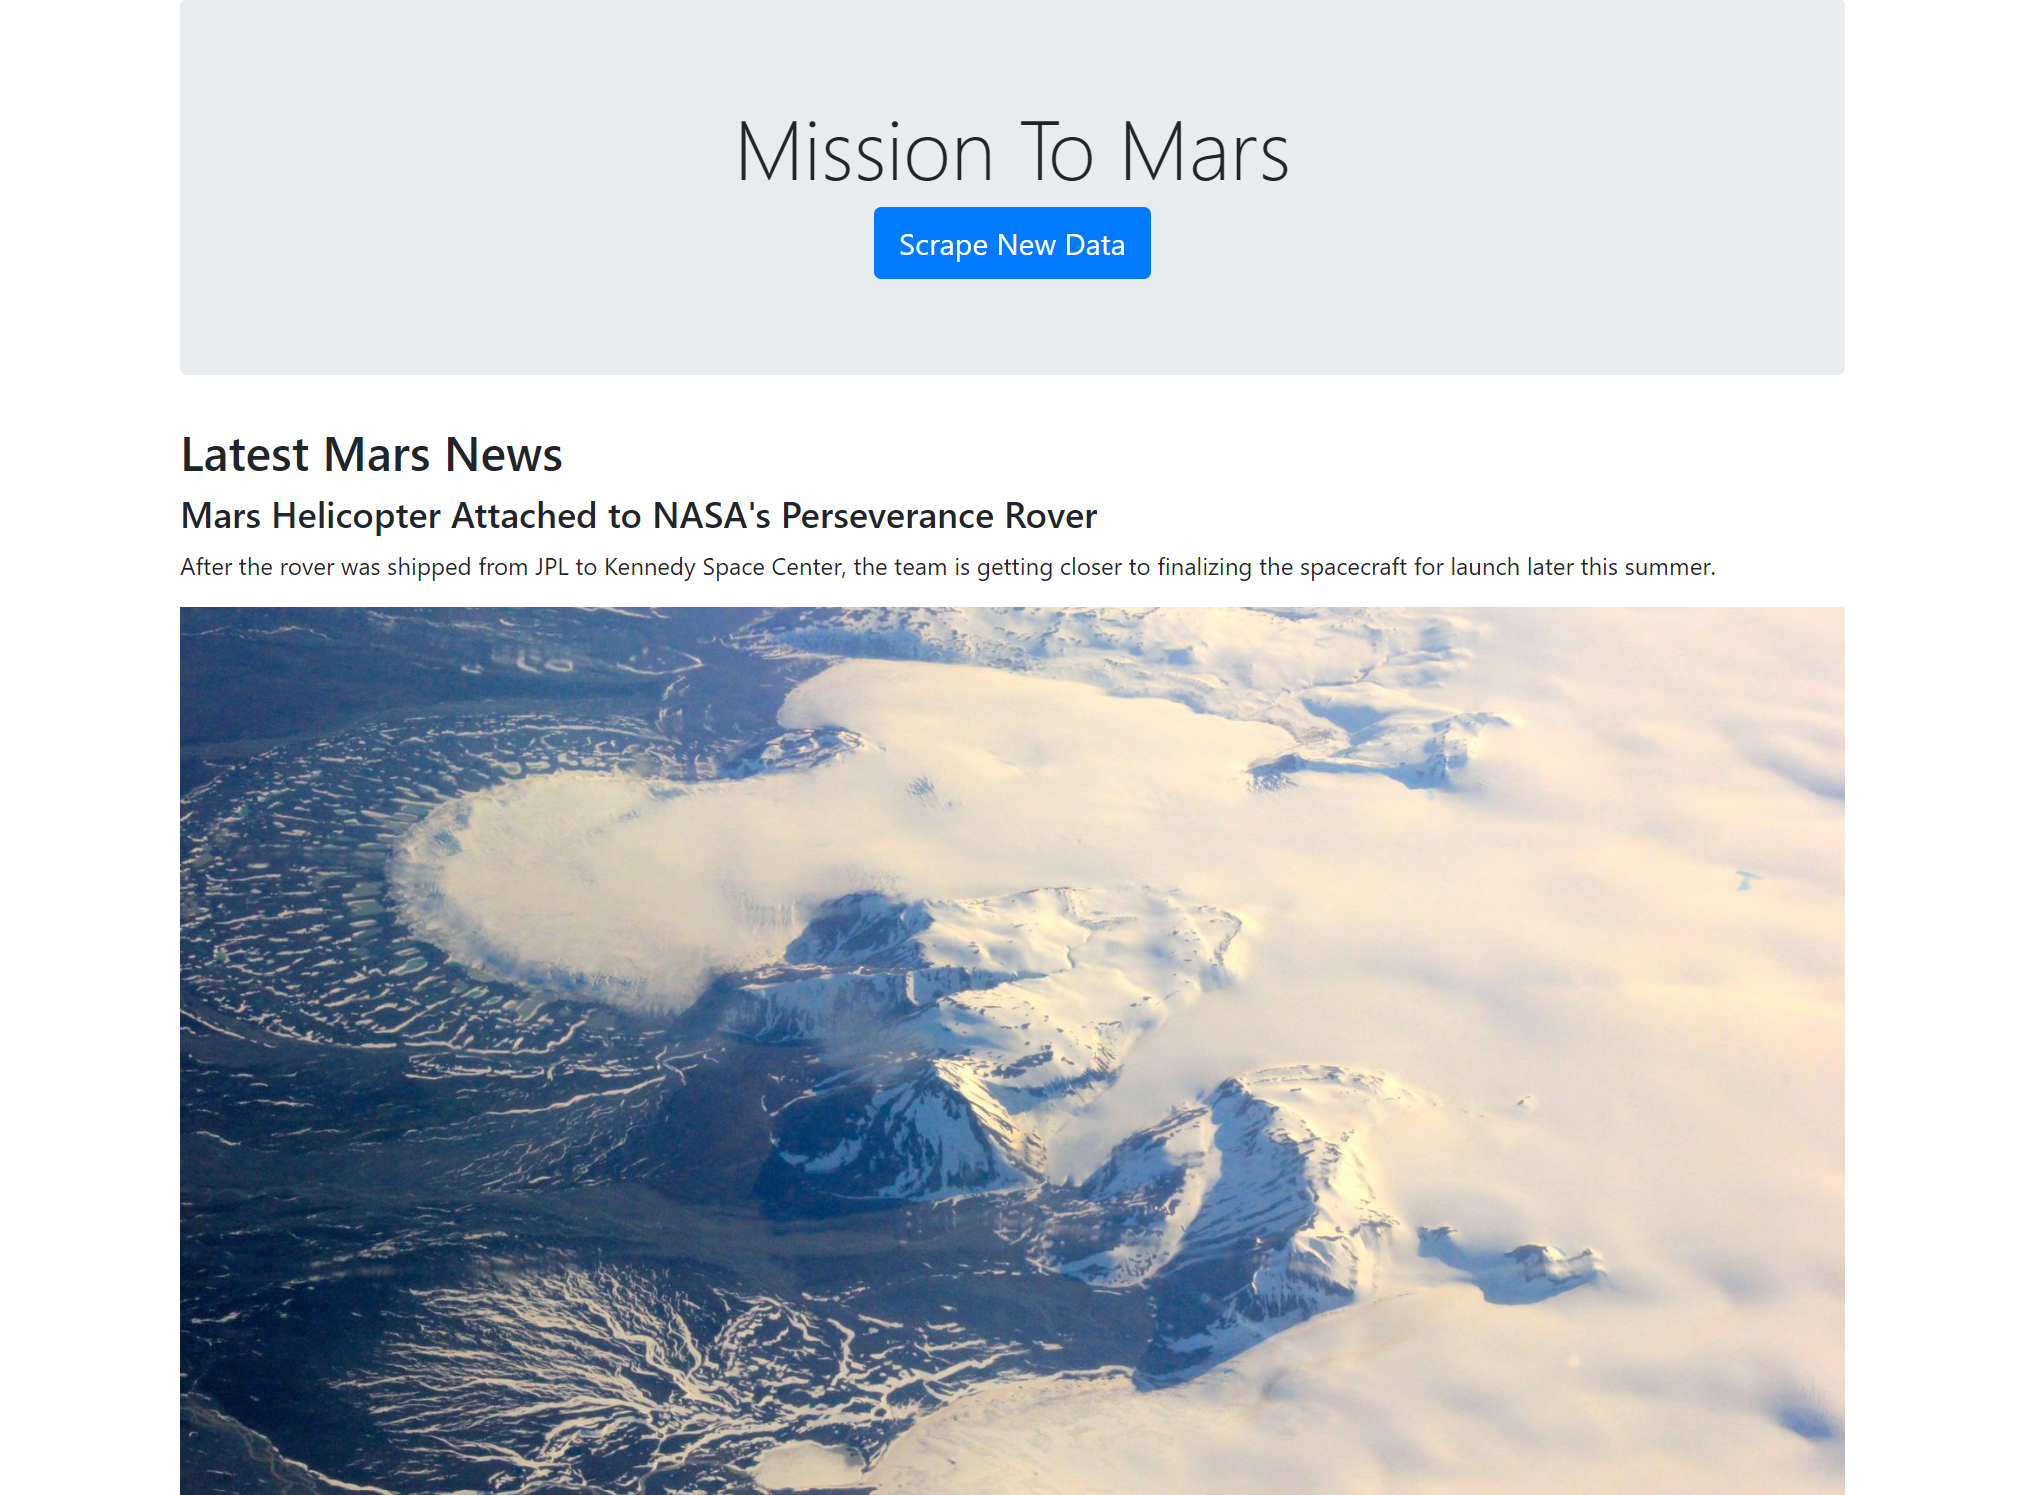 Mission To Mars
Scrape New Data
Latest Mars News
Mars Helicopter Attached to NASA's Perseverance Rover
After the rover was shipped from JPL to Kennedy Space Center, the team is getting closer to finalizing the spacecraft for launch later this summer.